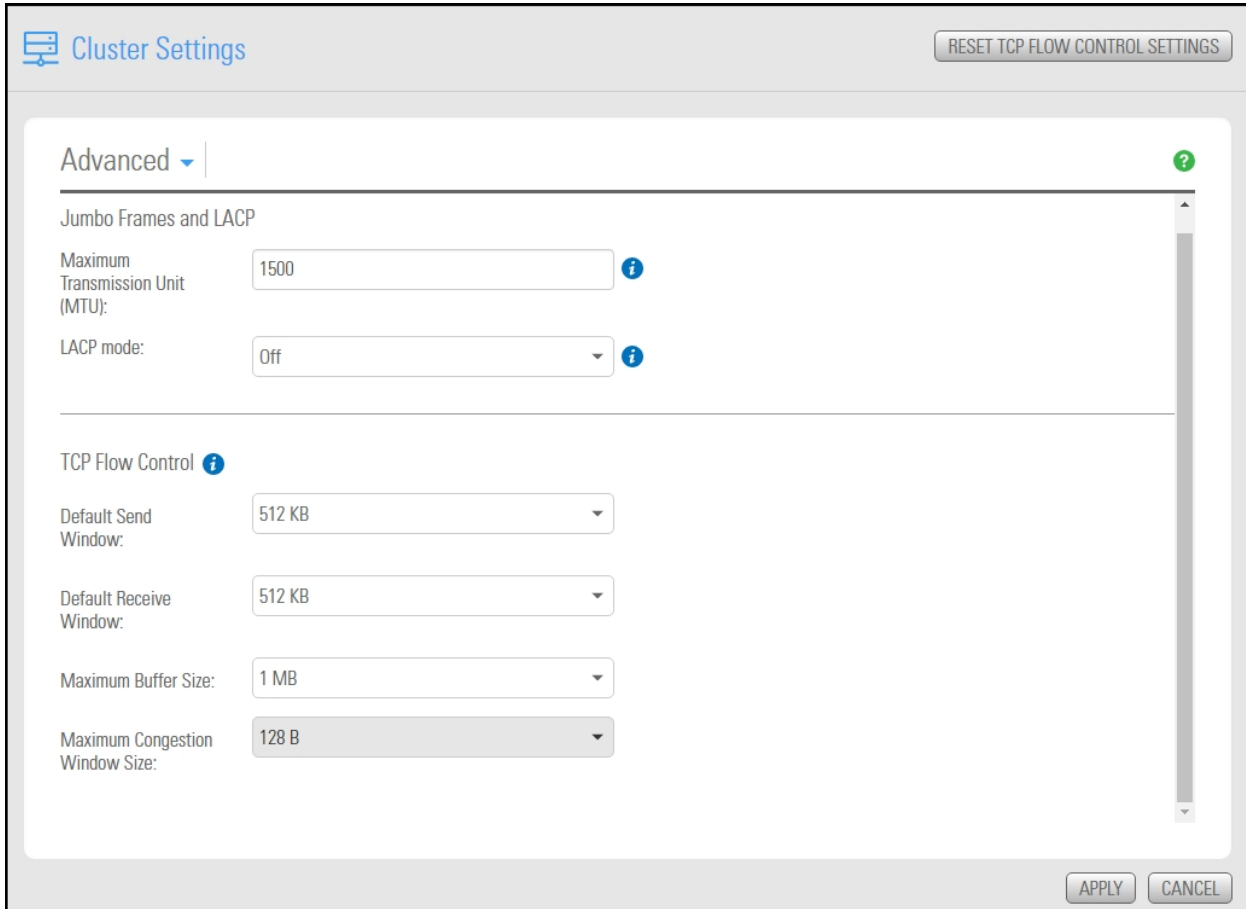 Cluster Settings
RESET TCP FLOW CONTROL SETTINGS
Advanced
?
Jumbo Frames and LACP
Maximum
Transmission Unit
(MTU):
1500
i
LACP mode:
Off
i
TCP Flow Control
i
Default Send
Window:
512 KB
Default Receive
Window:
512 KB
Maximum Buffer Size:
1 MB
Maximum Congestion
Window Size:
128 B
APPLY
CANCEL